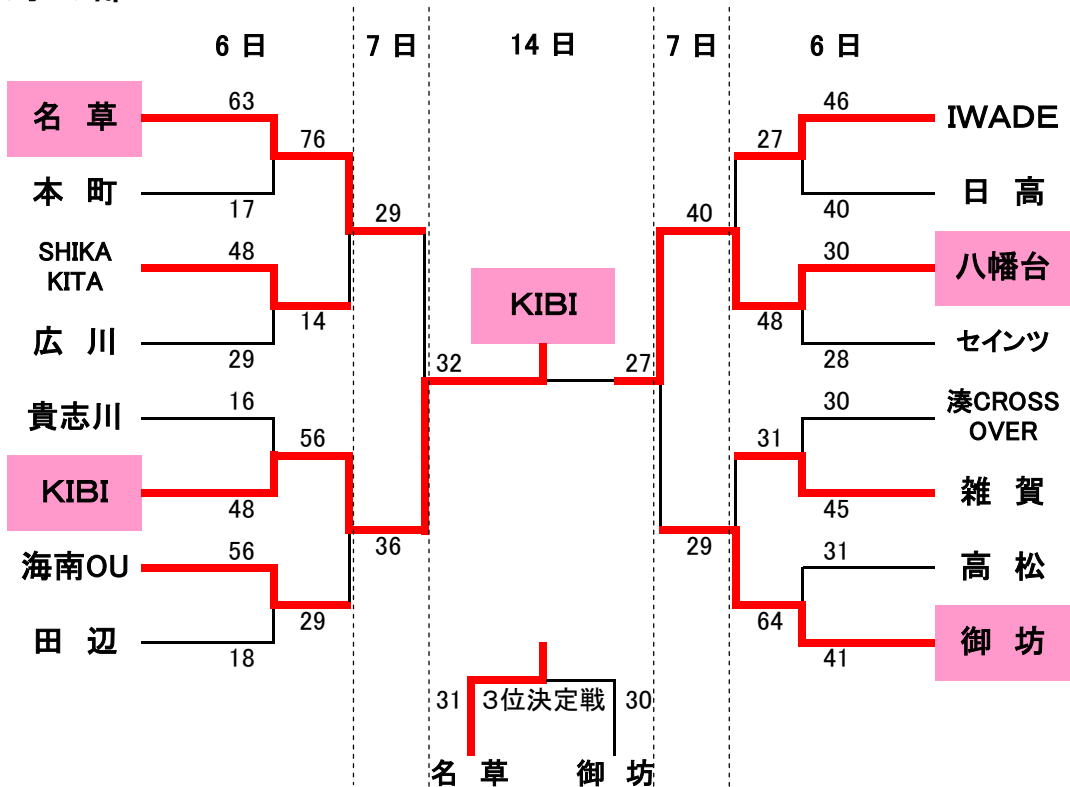 6 日
7 日
14 日
7 日
6 日
名 草
63
76
本 町
17
29
SHIKA
KITA
48
14
広 川
29
貴志川
16
56
KIBI
48
36
海南OU
56
29
田 辺
18
KIBI
32
27
46
IWADE
27
日 高
40
40
30
八幡台
48
セインツ
28
30
湊CROSS
OVER
31
雑 賀
45
29
31
高 松
64
御 坊
41
31
3位決定戦
30
名 草
御 坊